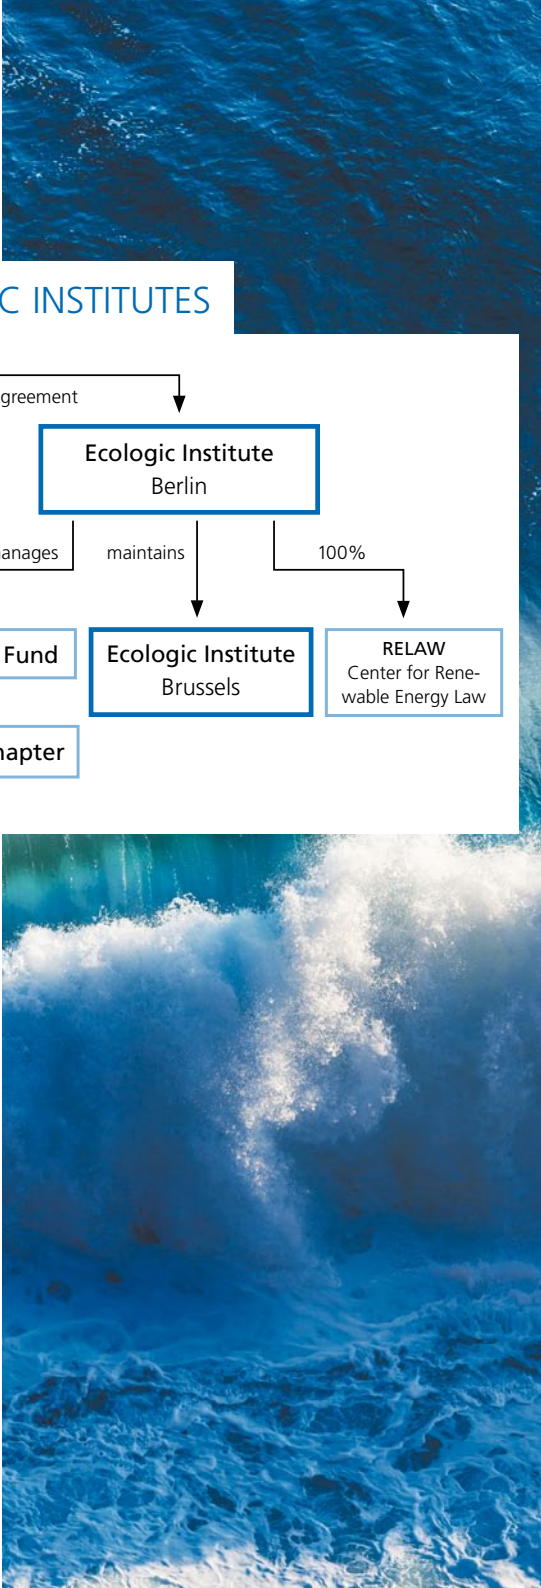 C INSTITUTES
greement
Ecologic Institute
Berlin
anages
maintains
100%
Fund
Ecologic Institute
Brussels
RELAW
Center for Rene-
wable Energy Law
hapter